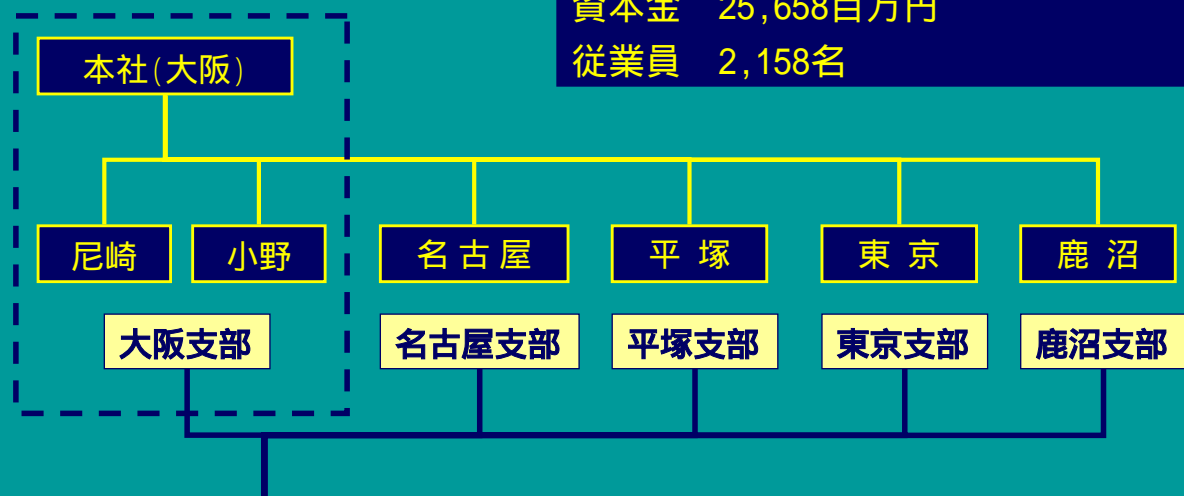 資本金 25,658百万円
従業員 2,158名
本社(大阪)
尼崎 小野 名古屋 平塚 東京 鹿沼
大阪支部 名古屋支部 平塚支部 東京支部 鹿沼支部